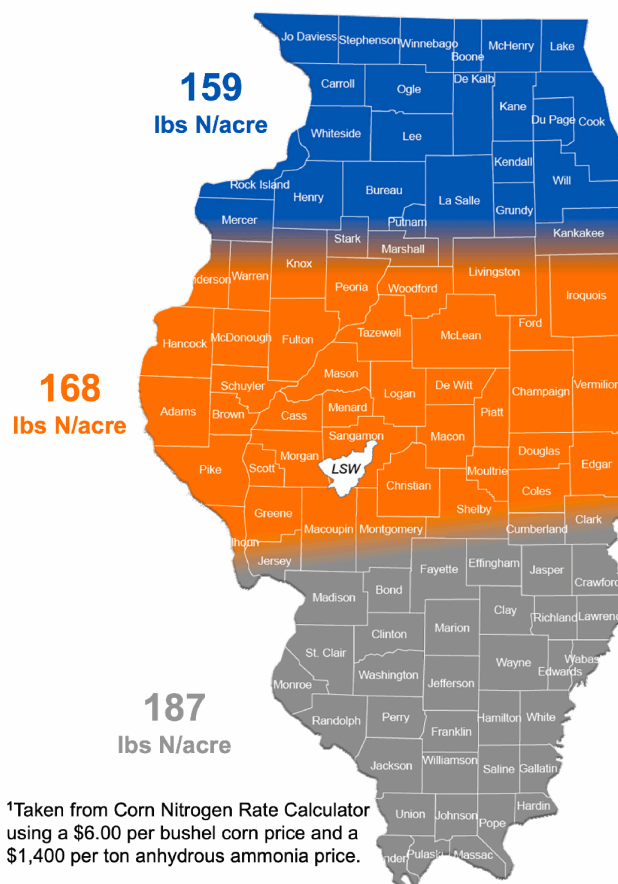 Jo Daviess Stephenson Winnebago Boone McHenry Lake
159
lbs N/acre
Carroll Ogle De Kalb Kane Du Page Cook
Whiteside Lee
Kendall
Will
Rock Island Henry Bureau La Salle Grundy
Mercer Putnam
Kankakee
Stark Marshall
Knox
Warren Peoria Woodford Livingston
Iroquois
Ford
Hancock McDonough Fulton Tazewell McLean
168
lbs N/acre
Mason
Schuyler Logan De Witt Champaign Vermilion
Adams Brown Cass Menard Piatt
Sangamon Macon
Douglas
Pike Scott Morgan LSW Moultrie Edgar
Christian Coles
Greene Shelby
Macoupin Montgomery Cumberland Clark
lhoun
Jersey
Fayette Effingham Jasper
Crawford
Madison Bond
Clay Richland Lawrenc
Clinton Marion
St. Clair Wayne Edwards Wabas
Washington
Monroe Jefferson
187
lbs N/acre
Randolph Perry Hamilton White
Franklin
Jackson Williamson Saline Gallatin
Union Johnson Pope Hardin
nder Pulaski Massac
¹Taken from Corn Nitrogen Rate Calculator
using a $6.00 per bushel corn price and a
$1,400 per ton anhydrous ammonia price.